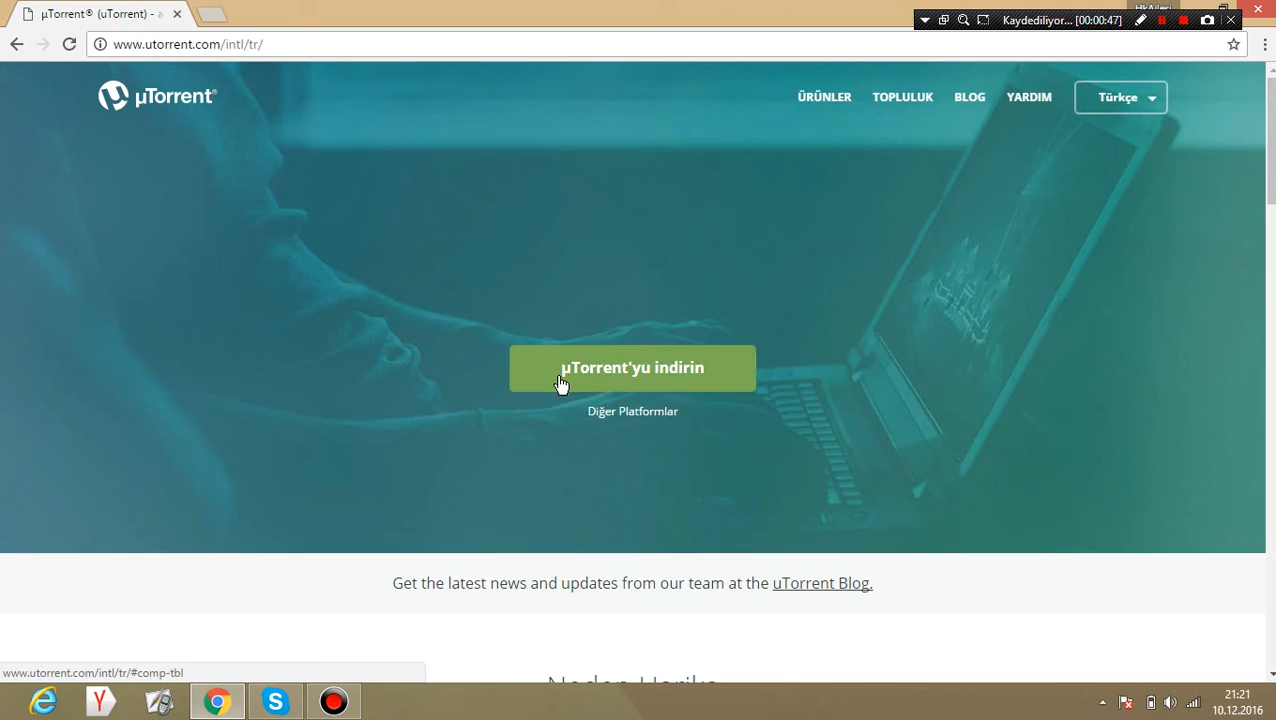 µTorrent® (uTorrent) - a
Kaydediliyor... [00:00:47]
www.utorrent.com/intl/tr/
µTorrent®
ÜRÜNLER TOPLULUK BLOG YARDIM Türkçe
µTorrent'yu indirin
Diğer Platformlar
Get the latest news and updates from our team at the uTorrent Blog.
www.utorrent.com/intl/tr/#comp-tbl
21:21
10.12.2016